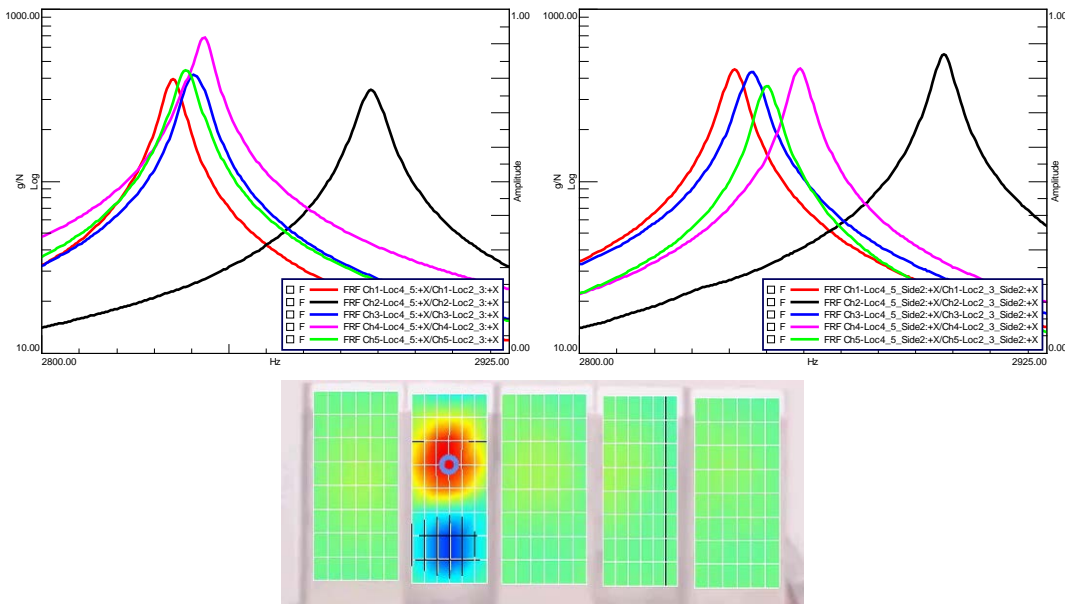 1000.00
1.00
g/N
Log
Amplitude
F FRF Ch1-Loc4_5:+X/Ch1-Loc2_3:+X
F FRF Ch2-Loc4_5:+X/Ch2-Loc2_3:+X
F FRF Ch3-Loc4_5:+X/Ch3-Loc2_3:+X
F FRF Ch4-Loc4_5:+X/Ch4-Loc2_3:+X
F FRF Ch5-Loc4_5:+X/Ch5-Loc2_3:+X
10.00
0.00
2800.00
Hz
2925.00
1000.00
1.00
g/N
Log
Amplitude
F FRF Ch1-Loc4_5_Side2:+X/Ch1-Loc2_3_Side2:+X
F FRF Ch2-Loc4_5_Side2:+X/Ch2-Loc2_3_Side2:+X
F FRF Ch3-Loc4_5_Side2:+X/Ch3-Loc2_3_Side2:+X
F FRF Ch4-Loc4_5_Side2:+X/Ch4-Loc2_3_Side2:+X
F FRF Ch5-Loc4_5_Side2:+X/Ch5-Loc2_3_Side2:+X
10.00
0.00
2800.00
Hz
2925.00